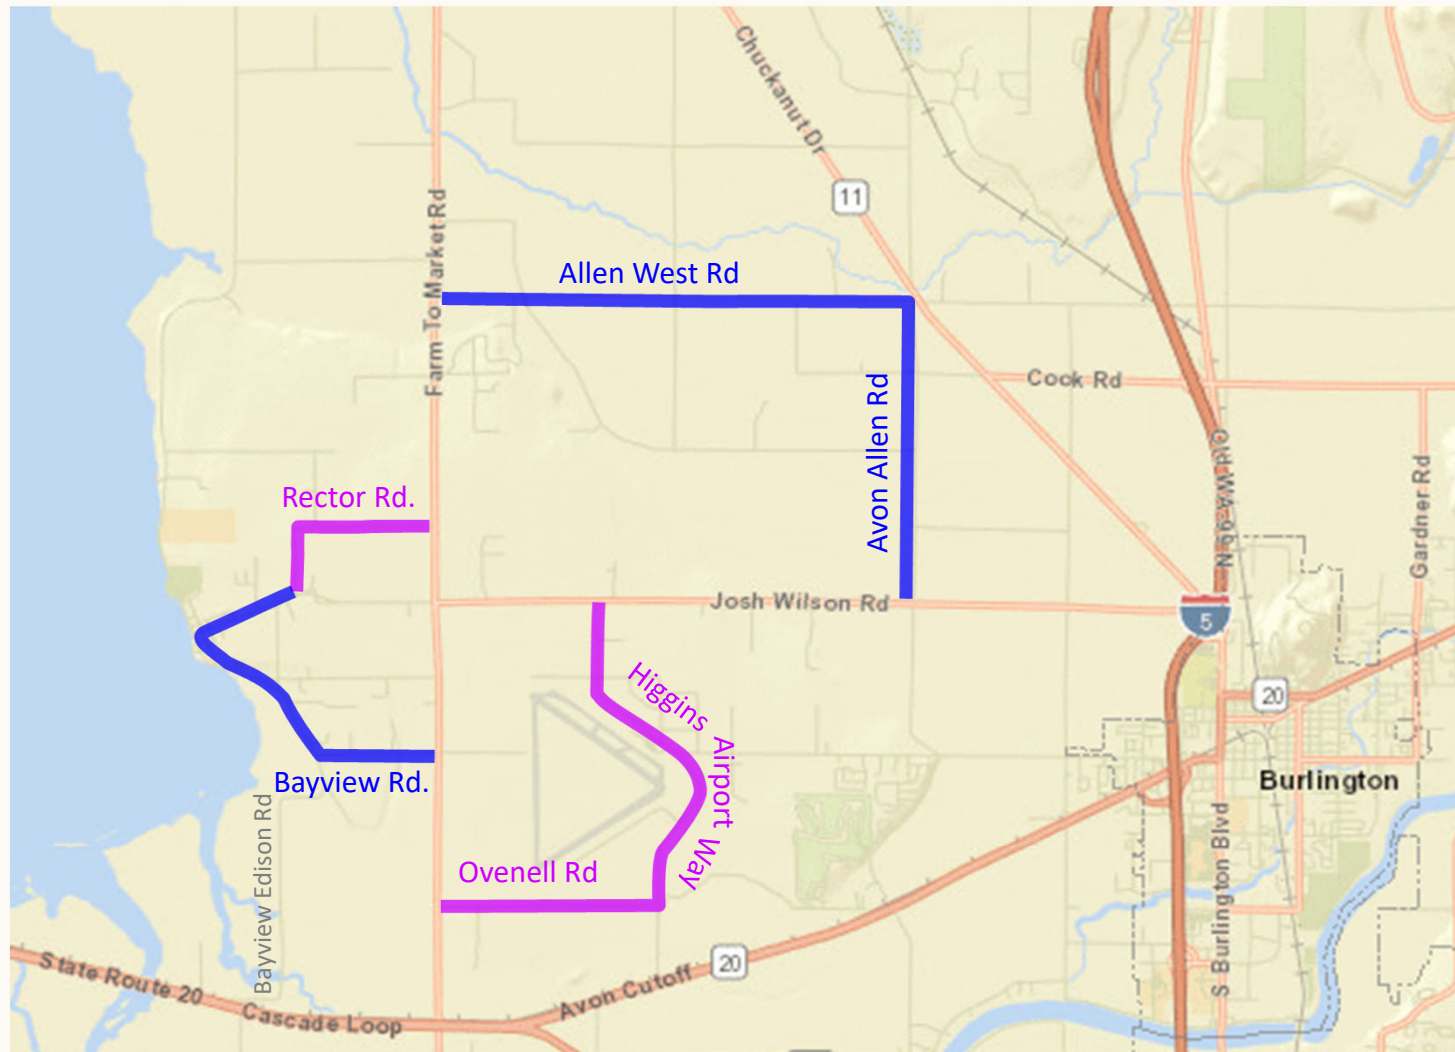 Chuckanut Dr
11
Farm To Market Rd
Allen West Rd
Cook Rd
Avon Allen Rd
Old Hwy 99 N
Gardner Rd
Rector Rd.
Josh Wilson Rd
5
Higgins Airport Way
20
Bayview Rd.
Burlington
Bayview Edison Rd
Ovenell Rd
S Burlington Blvd
State Route 20
Cascade Loop
Avon Cutoff
20